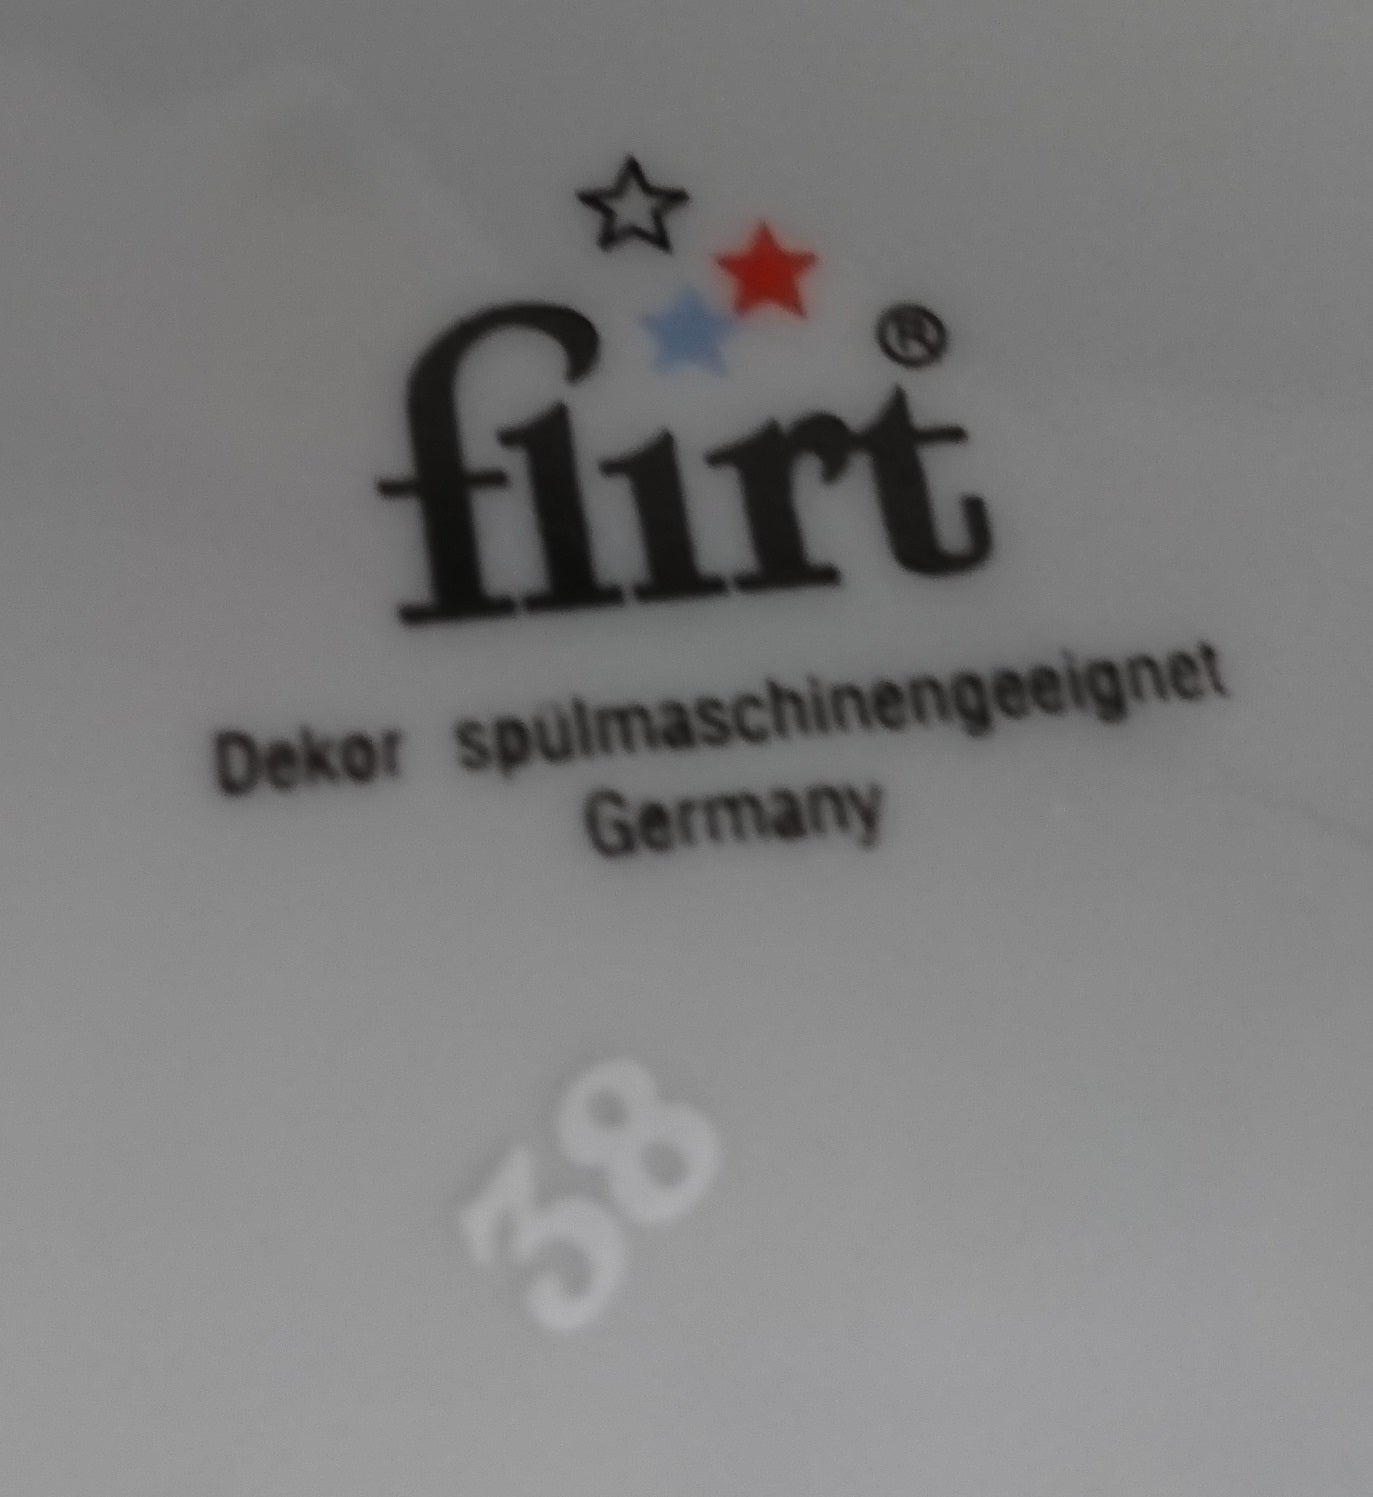 flirt®
Dekor spülmaschinengeeignet
Germany
38